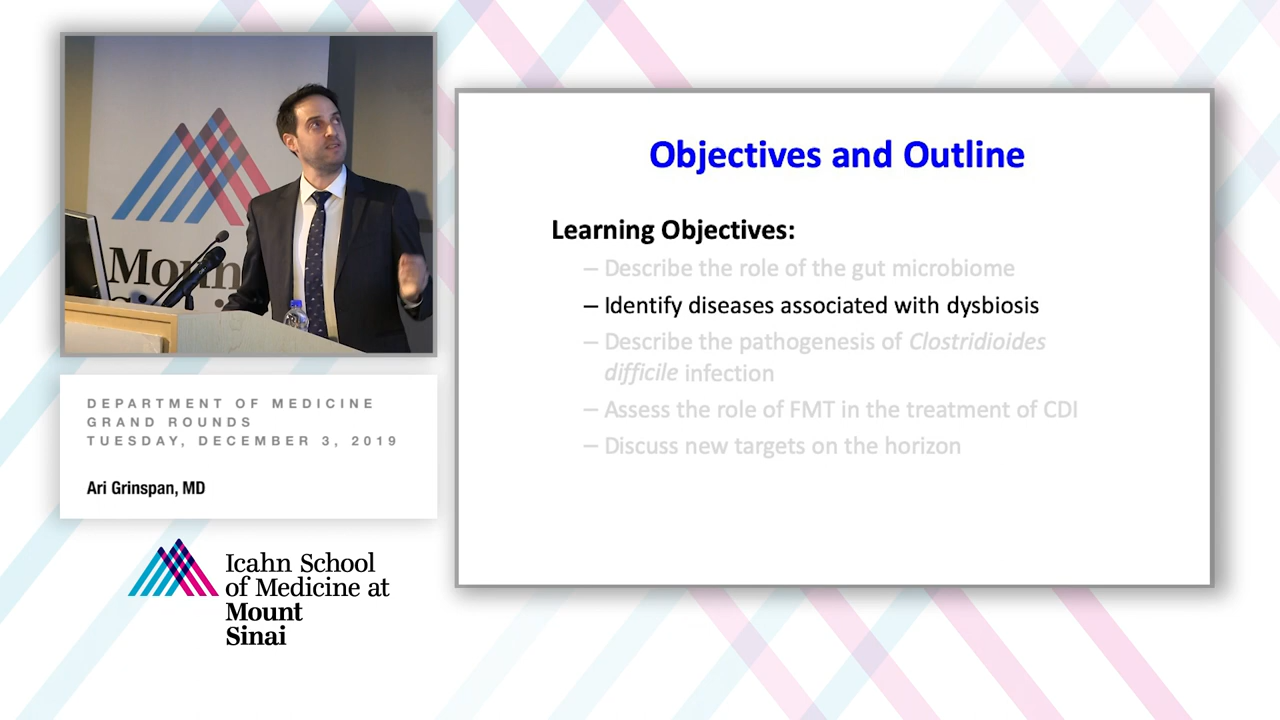 Moun
Sinai
DEPARTMENT OF MEDICINE
GRAND ROUNDS
TUESDAY, DECEMBER 3, 2019
Ari Grinspan, MD
Icahn School
of Medicine at
Mount
Sinai
Objectives and Outline
Learning Objectives:
– Describe the role of the gut microbiome
– Identify diseases associated with dysbiosis
– Describe the pathogenesis of Clostridioides
difficile infection
– Assess the role of FMT in the treatment of CDI
– Discuss new targets on the horizon